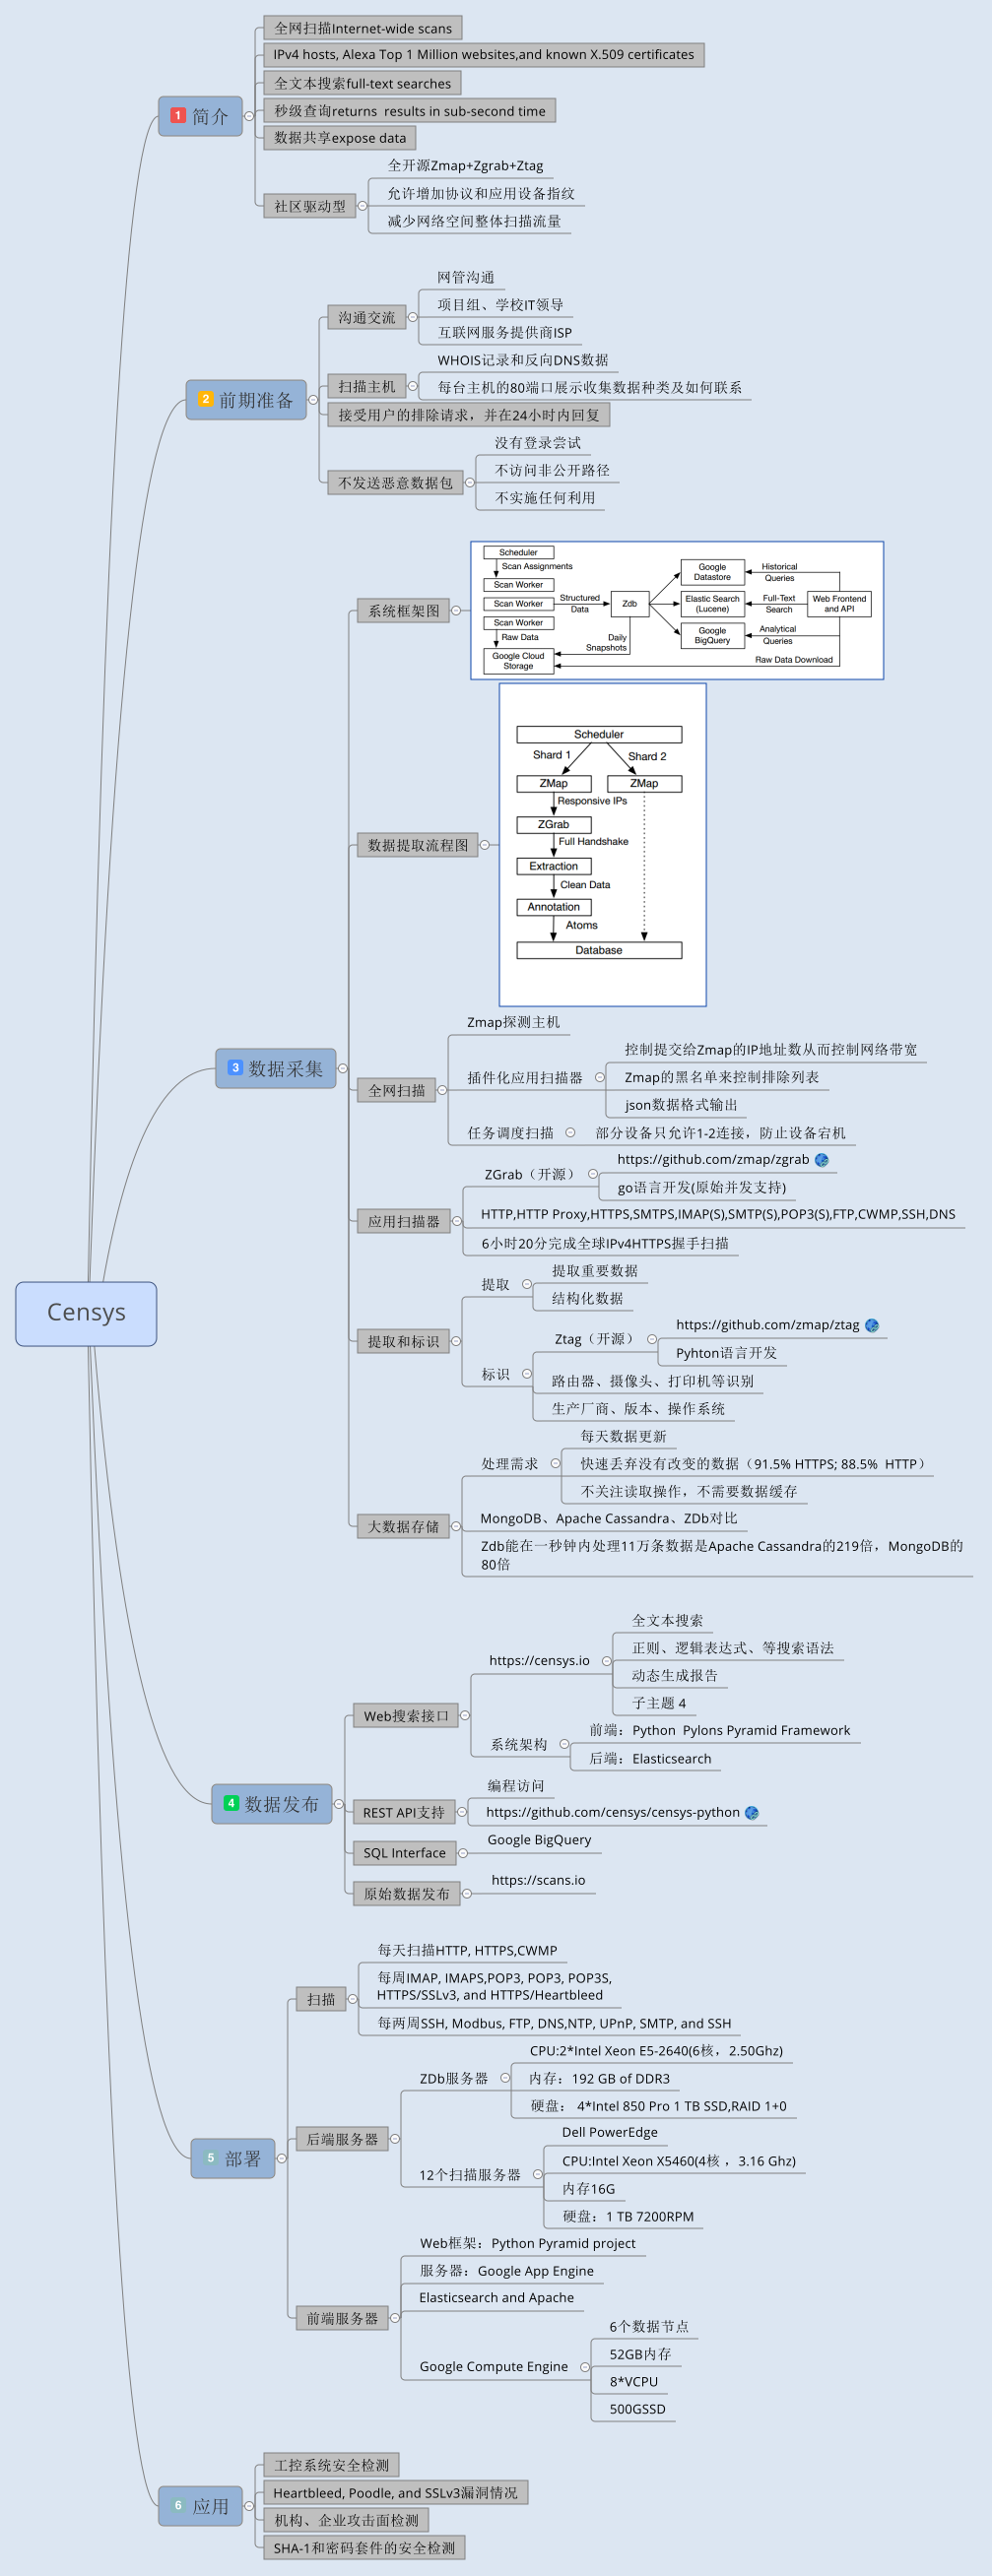 Censys
1 简介
全网扫描Internet-wide scans
IPv4 hosts, Alexa Top 1 Million websites,and known X.509 certificates
全文本搜索full-text searches
秒级查询returns  results in sub-second time
数据共享expose data
社区驱动型
全开源Zmap+Zgrab+Ztag
允许增加协议和应用设备指纹
减少网络空间整体扫描流量
2 前期准备
沟通交流
网管沟通
项目组、学校IT领导
互联网服务提供商ISP
扫描主机
WHOIS记录和反向DNS数据
每台主机的80端口展示收集数据种类及如何联系
接受用户的排除请求，并在24小时内回复
不发送恶意数据包
没有登录尝试
不访问非公开路径
不实施任何利用
3 数据采集
系统框架图
Scheduler
Scan Assignments
Scan Worker
Scan Worker
Scan Worker
Raw Data
Google Cloud
Storage
Structured
Data
Zdb
Daily
Snapshots
Google
Datastore
Elastic Search
(Lucene)
Google
BigQuery
Historical
Queries
Full-Text
Search
Analytical
Queries
Web Frontend
and API
Raw Data Download
数据提取流程图
Scheduler
Shard 1
Shard 2
ZMap
ZMap
Responsive IPs
ZGrab
Full Handshake
Extraction
Clean Data
Annotation
Atoms
Database
全网扫描
Zmap探测主机
插件化应用扫描器
控制提交给Zmap的IP地址数从而控制网络带宽
Zmap的黑名单来控制排除列表
json数据格式输出
任务调度扫描
部分设备只允许1-2连接，防止设备宕机
应用扫描器
ZGrab（开源）
https://github.com/zmap/zgrab
go语言开发(原始并发支持)
HTTP,HTTP Proxy,HTTPS,SMTPS,IMAP(S),SMTP(S),POP3(S),FTP,CWMP,SSH,DNS
6小时20分完成全球IPv4HTTPS握手扫描
提取和标识
提取
提取重要数据
结构化数据
标识
Ztag（开源）
https://github.com/zmap/ztag
Pyhton语言开发
路由器、摄像头、打印机等识别
生产厂商、版本、操作系统
大数据存储
处理需求
每天数据更新
快速丢弃没有改变的数据（91.5% HTTPS; 88.5%  HTTP）
不关注读取操作，不需要数据缓存
MongoDB、Apache Cassandra、ZDb对比
Zdb能在一秒钟内处理11万条数据是Apache Cassandra的219倍，MongoDB的
80倍
4 数据发布
Web搜索接口
https://censys.io
全文本搜索
正则、逻辑表达式、等搜索语法
动态生成报告
子主题 4
系统架构
前端：Python  Pylons Pyramid Framework
后端：Elasticsearch
REST API支持
编程访问
https://github.com/censys/censys-python
SQL Interface
Google BigQuery
原始数据发布
https://scans.io
5 部署
扫描
每天扫描HTTP, HTTPS,CWMP
每周IMAP, IMAPS,POP3, POP3, POP3S,
HTTPS/SSLv3, and HTTPS/Heartbleed
每两周SSH, Modbus, FTP, DNS,NTP, UPnP, SMTP, and SSH
后端服务器
ZDb服务器
CPU:2*Intel Xeon E5-2640(6核，2.50Ghz)
内存：192 GB of DDR3
硬盘： 4*Intel 850 Pro 1 TB SSD,RAID 1+0
12个扫描服务器
Dell PowerEdge
CPU:Intel Xeon X5460(4核 ，3.16 Ghz)
内存16G
硬盘：1 TB 7200RPM
前端服务器
Web框架：Python Pyramid project
服务器：Google App Engine
Elasticsearch and Apache
Google Compute Engine
6个数据节点
52GB内存
8*VCPU
500GSSD
6 应用
工控系统安全检测
Heartbleed, Poodle, and SSLv3漏洞情况
机构、企业攻击面检测
SHA-1和密码套件的安全检测